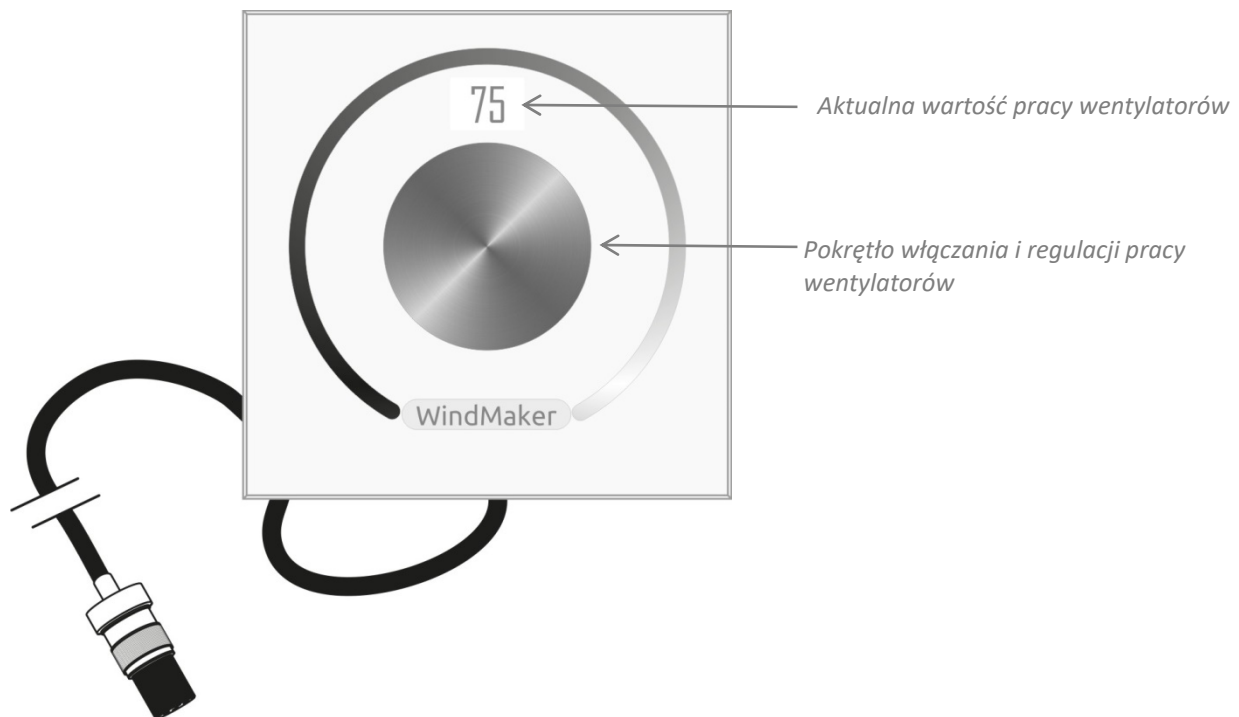 75
Aktualna wartość pracy wentylatorów
Pokrętło włączania i regulacji pracy
wentylatorów
WindMaker